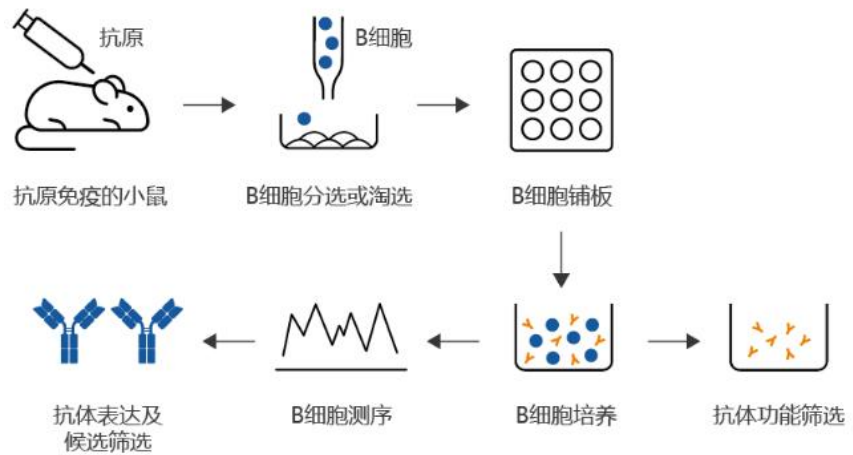 抗原
B细胞
抗原免疫的小鼠
B细胞分选或淘选
B细胞铺板
抗体表达及
候选筛选
B细胞测序
B细胞培养
抗体功能筛选